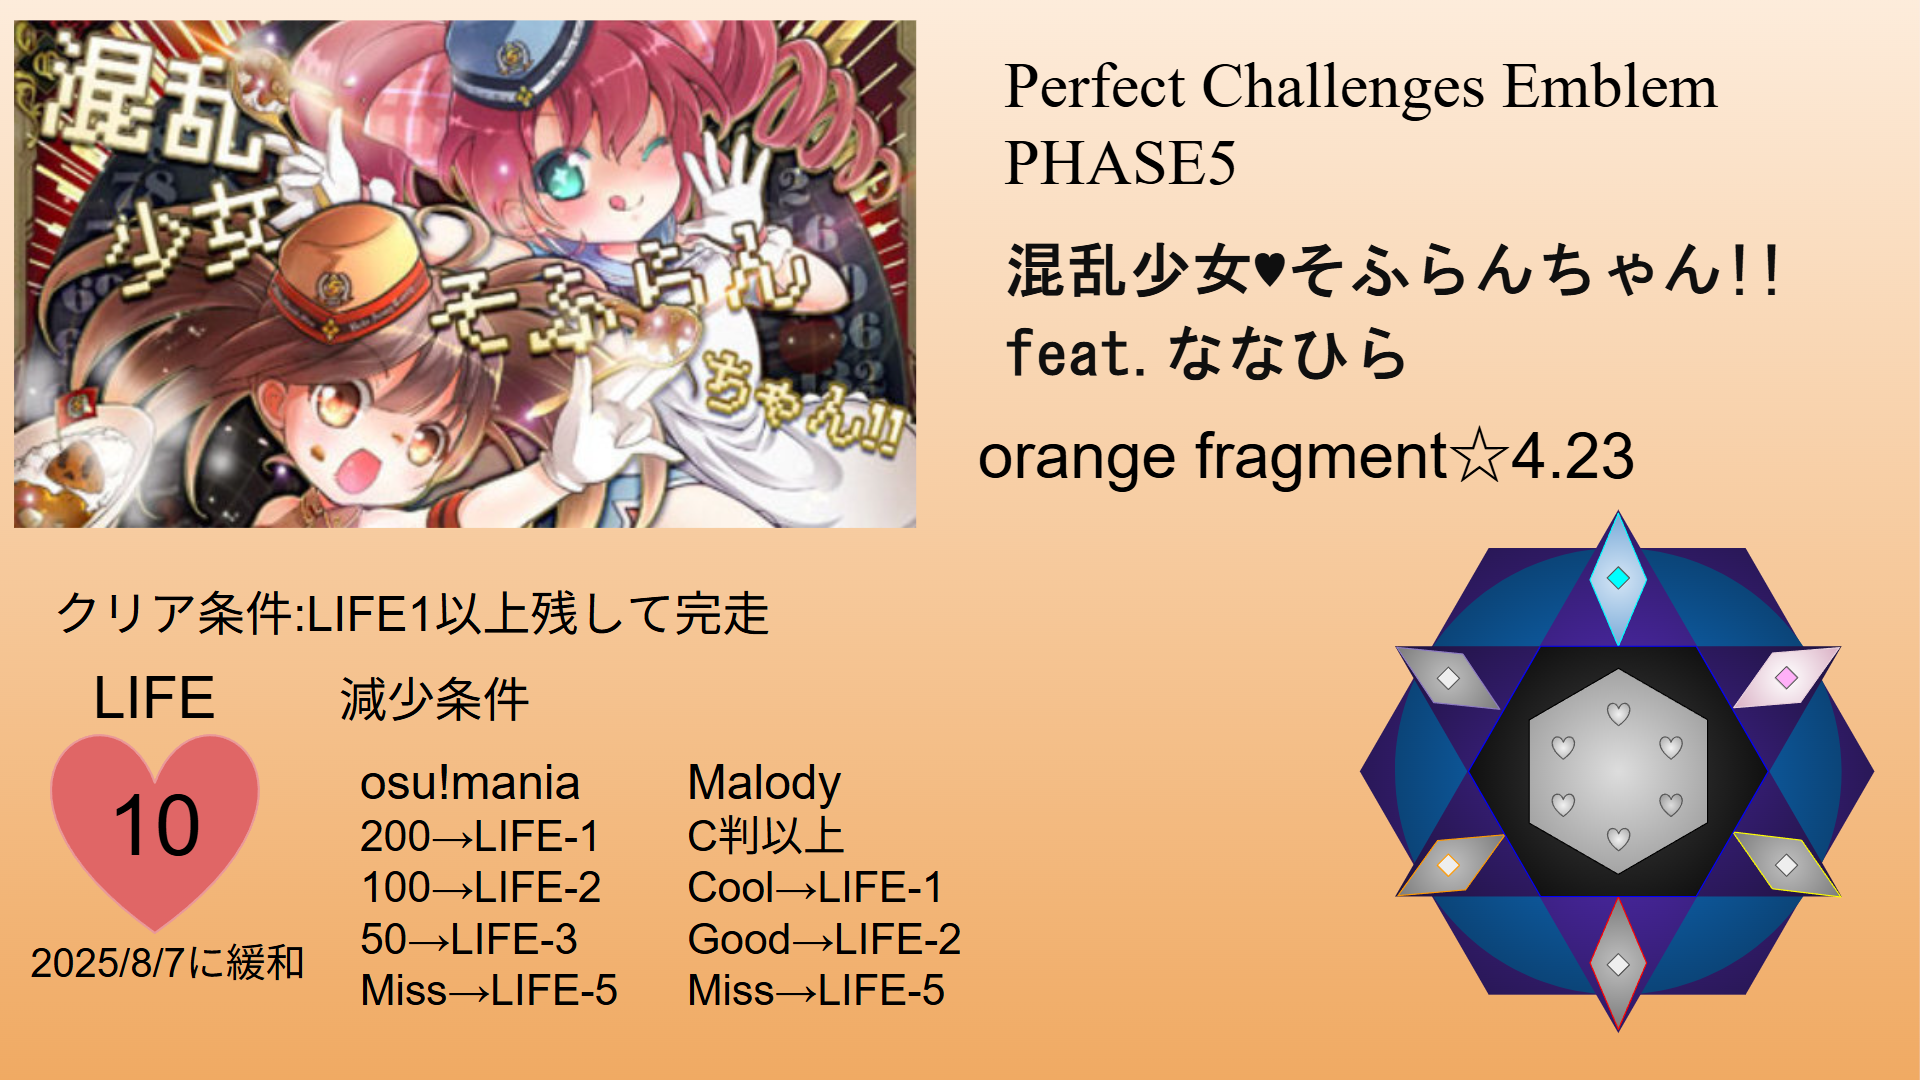 混乱
少女
そふらん
ちゃん!!
Perfect Challenges Emblem
PHASE5
混乱少女♥そふらんちゃん!!
feat.ななひら
orange fragment☆4.23
クリア条件:LIFE1以上残して完走
LIFE
10
2025/8/7に緩和
減少条件
osu!mania
200→LIFE-1
100→LIFE-2
50→LIFE-3
Miss→LIFE-5
Malody
C判以上
Cool→LIFE-1
Good→LIFE-2
Miss→LIFE-5